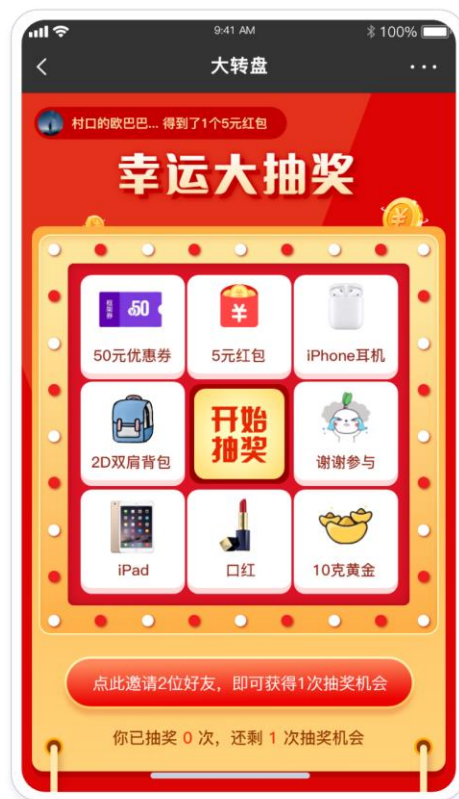 9:41 AM
100%
大转盘
村口的欧巴巴... 得到了1个5元红包
幸运大抽奖
50
50元优惠券
¥
5元红包
iPhone耳机
2D双肩背包
开始
抽奖
谢谢参与
iPad
口红
10克黄金
点此邀请2位好友，即可获得1次抽奖机会
你已抽奖 0 次，还剩 1 次抽奖机会